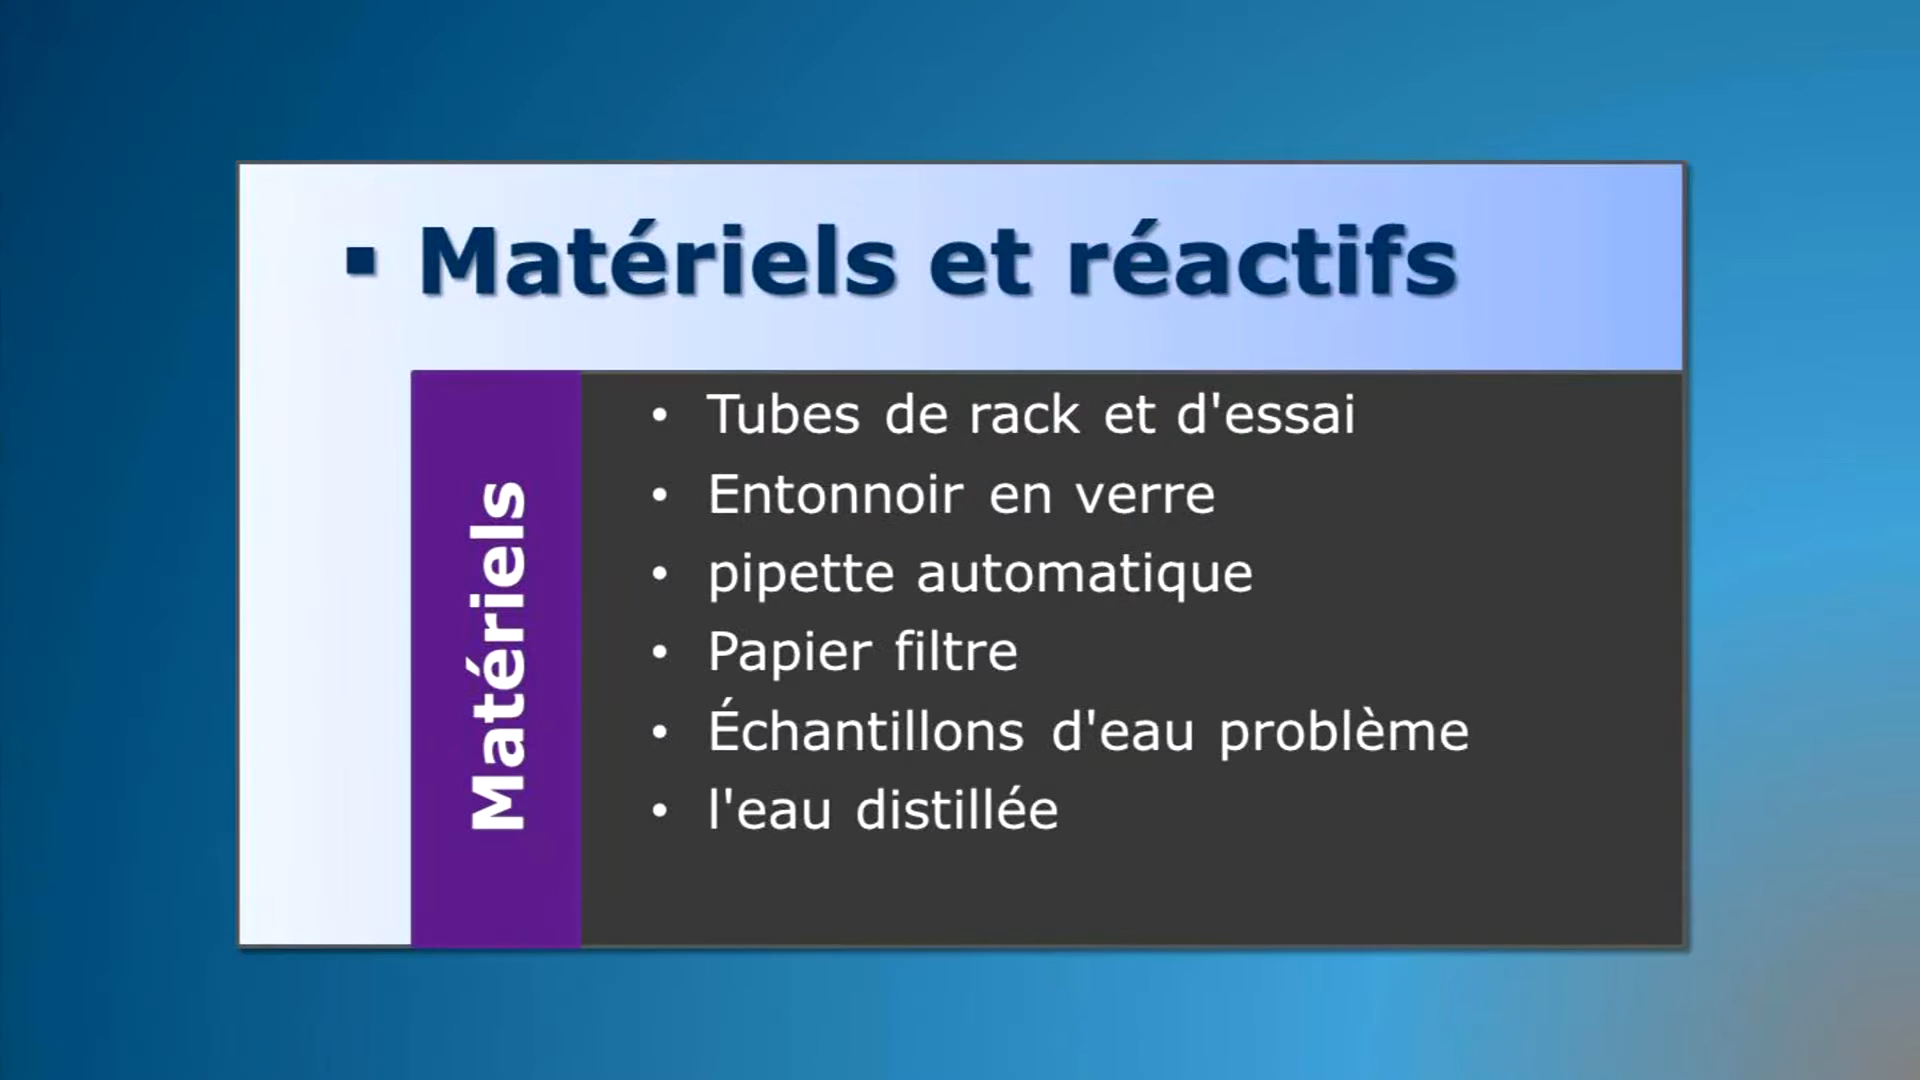 ▪ Matériels et réactifs
Matériels
• Tubes de rack et d'essai
• Entonnoir en verre
• pipette automatique
• Papier filtre
• Échantillons d'eau problème
• l'eau distillée